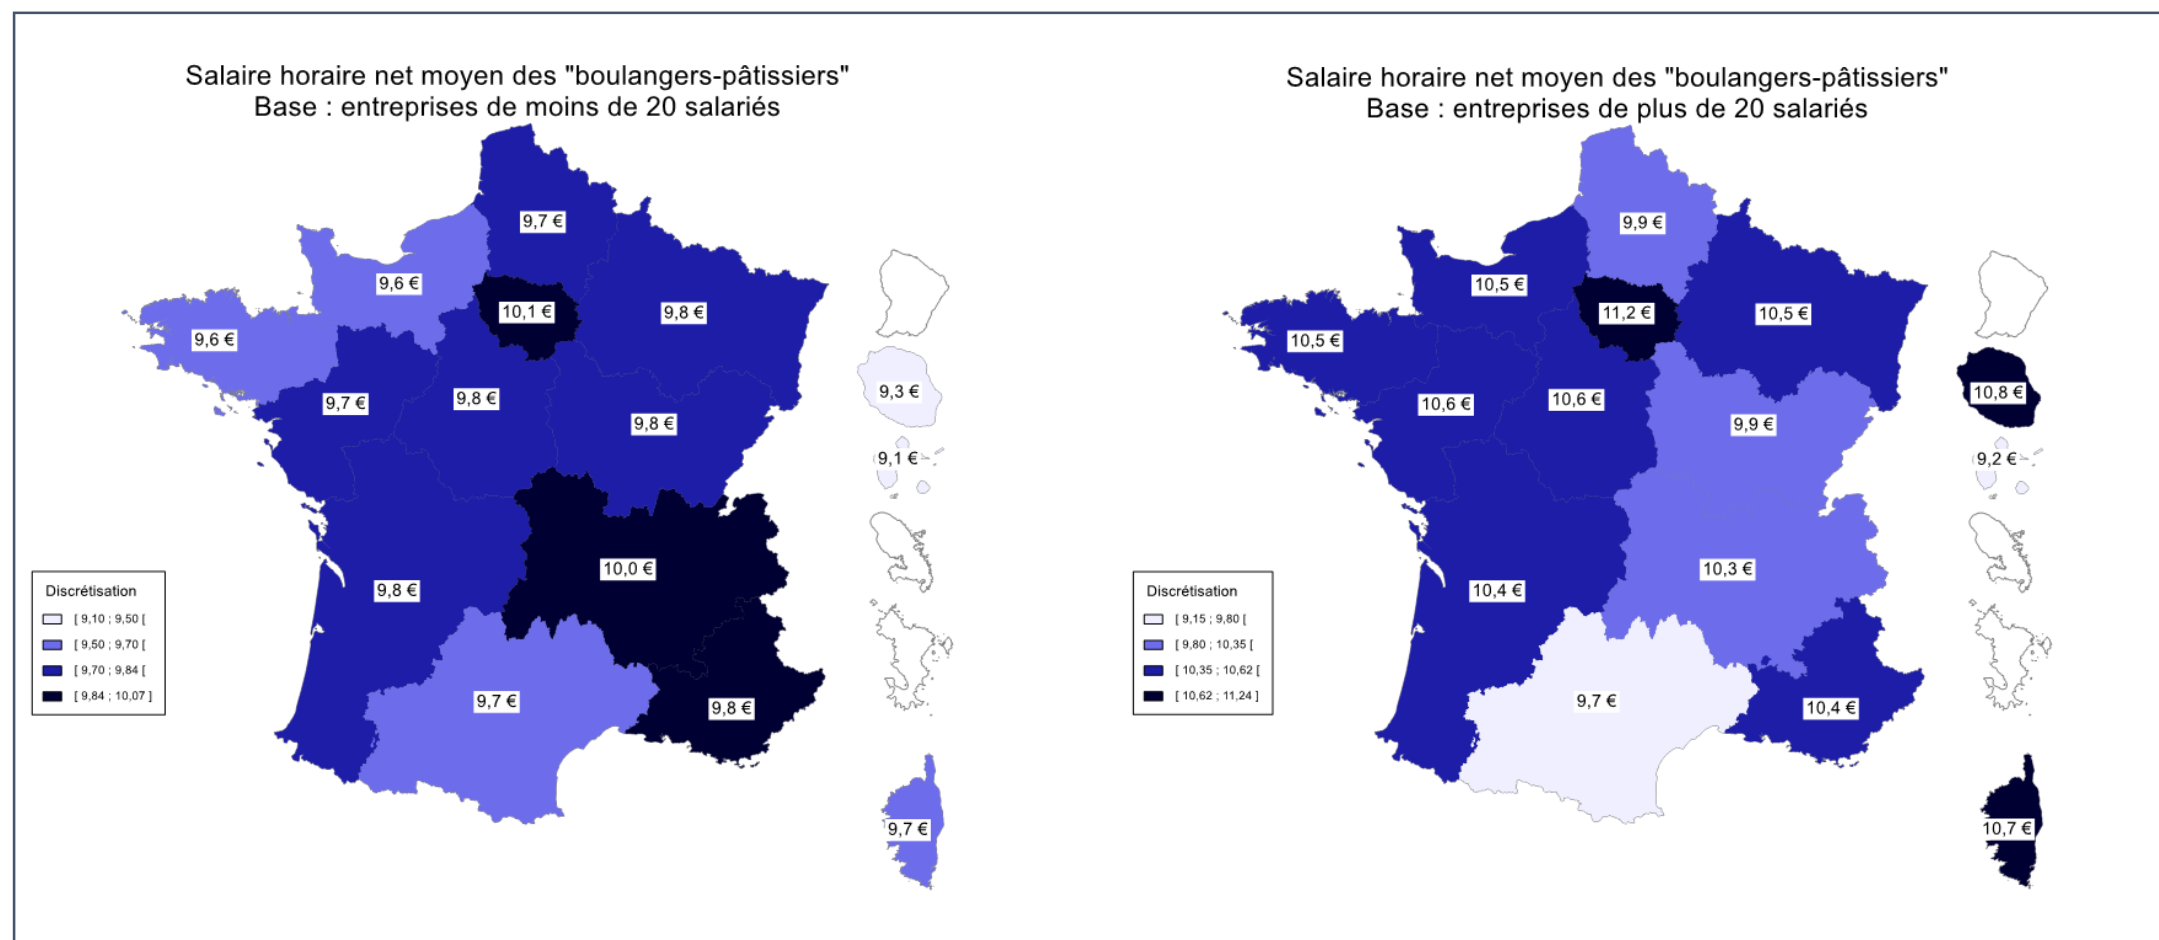 Salaire horaire net moyen des "boulangers-pâtissiers"
Base : entreprises de moins de 20 salariés
9,7 €
9,6 €
10,1 €
9,8 €
9,6 €
9,7 €
9,8 €
9,8 €
9,3 €
9,1 €
10,0 €
9,8 €
9,7 €
9,8 €
9,7 €
Discrétisation
[ 9,10 ; 9,50 [
[ 9,50 ; 9,70 [
[ 9,70 ; 9,84 [
[ 9,84 ; 10,07 ]
Salaire horaire net moyen des "boulangers-pâtissiers"
Base : entreprises de plus de 20 salariés
9,9 €
10,5 €
11,2 €
10,5 €
10,5 €
10,6 €
10,6 €
9,9 €
10,8 €
9,2 €
10,3 €
10,4 €
9,7 €
10,4 €
10,7 €
Discrétisation
[ 9,15 ; 9,80 [
[ 9,80 ; 10,35 [
[ 10,35 ; 10,62 [
[ 10,62 ; 11,24 ]